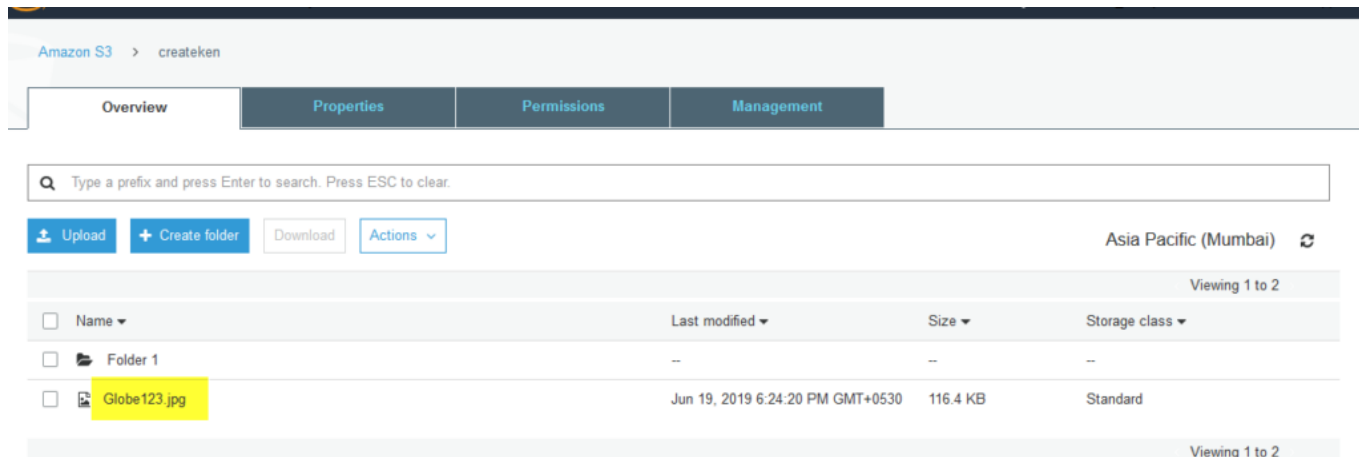 Amazon S3 > createken
Overview Properties Permissions Management
Type a prefix and press Enter to search. Press ESC to clear.
Upload + Create folder Download Actions
Asia Pacific (Mumbai)
Viewing 1 to 2
Name Last modified Size Storage class
Folder 1 -- -- --
Globe123.jpg Jun 19, 2019 6:24:20 PM GMT+0530 116.4 KB Standard
Viewing 1 to 2